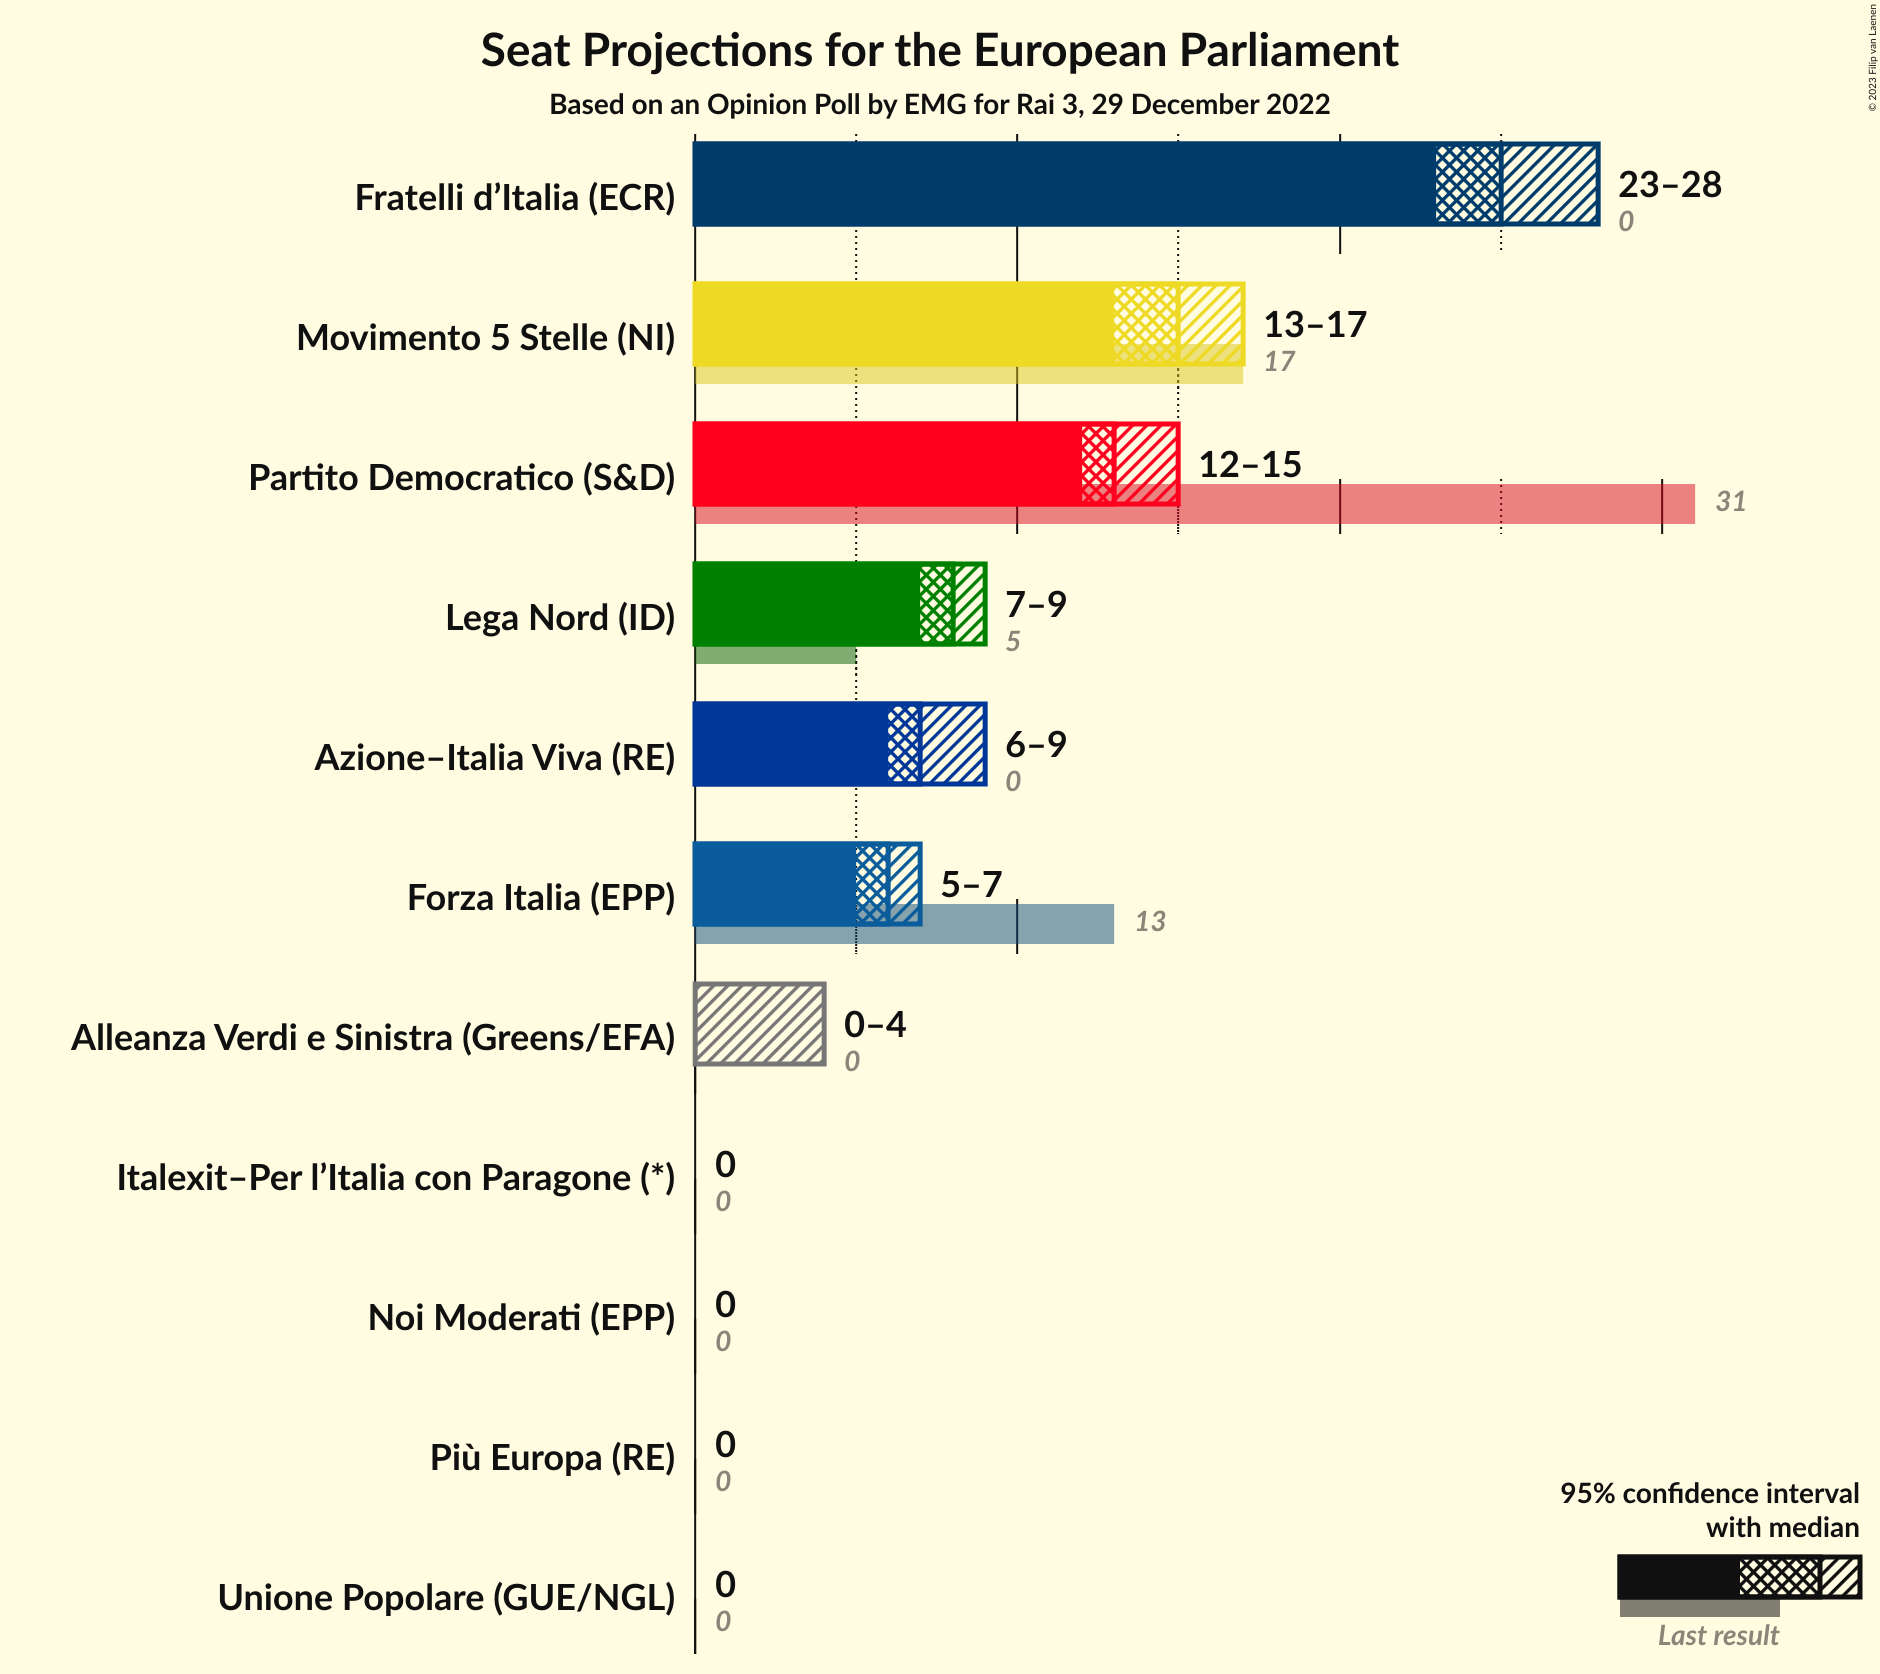 Seat Projections for the European Parliament
Based on an Opinion Poll by EMG for Rai 3, 29 December 2022
© 2023 Filip van Laenen
Fratelli d’Italia (ECR)
23–28
0
Movimento 5 Stelle (NI)
13–17
17
Partito Democratico (S&D)
12–15
31
Lega Nord (ID)
7–9
5
Azione–Italia Viva (RE)
6–9
0
Forza Italia (EPP)
5–7
13
Alleanza Verdi e Sinistra (Greens/EFA)
0–4
0
Italexit–Per l’Italia con Paragone (*)
0
0
Noi Moderati (EPP)
0
0
Più Europa (RE)
0
0
Unione Popolare (GUE/NGL)
0
0
95% confidence interval
with median
Last result